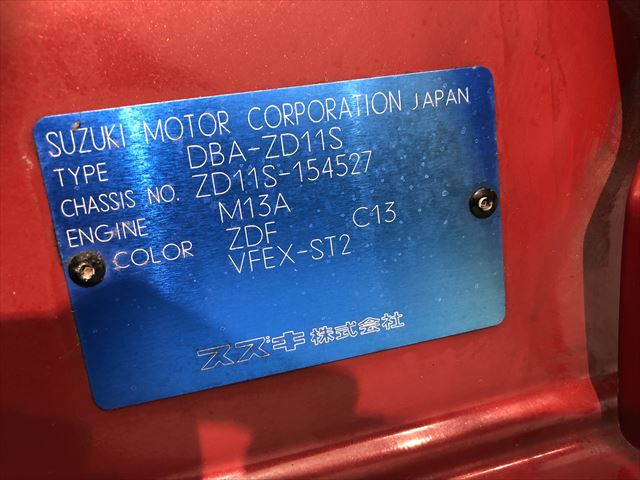 SUZUKI MOTOR CORPORATION JAPAN
TYPE DBA-ZD11S
CHASSIS NO. ZD11S-154527
ENGINE M13A
COLOR ZDF C13
VFEX-ST2
スズキ株式会社